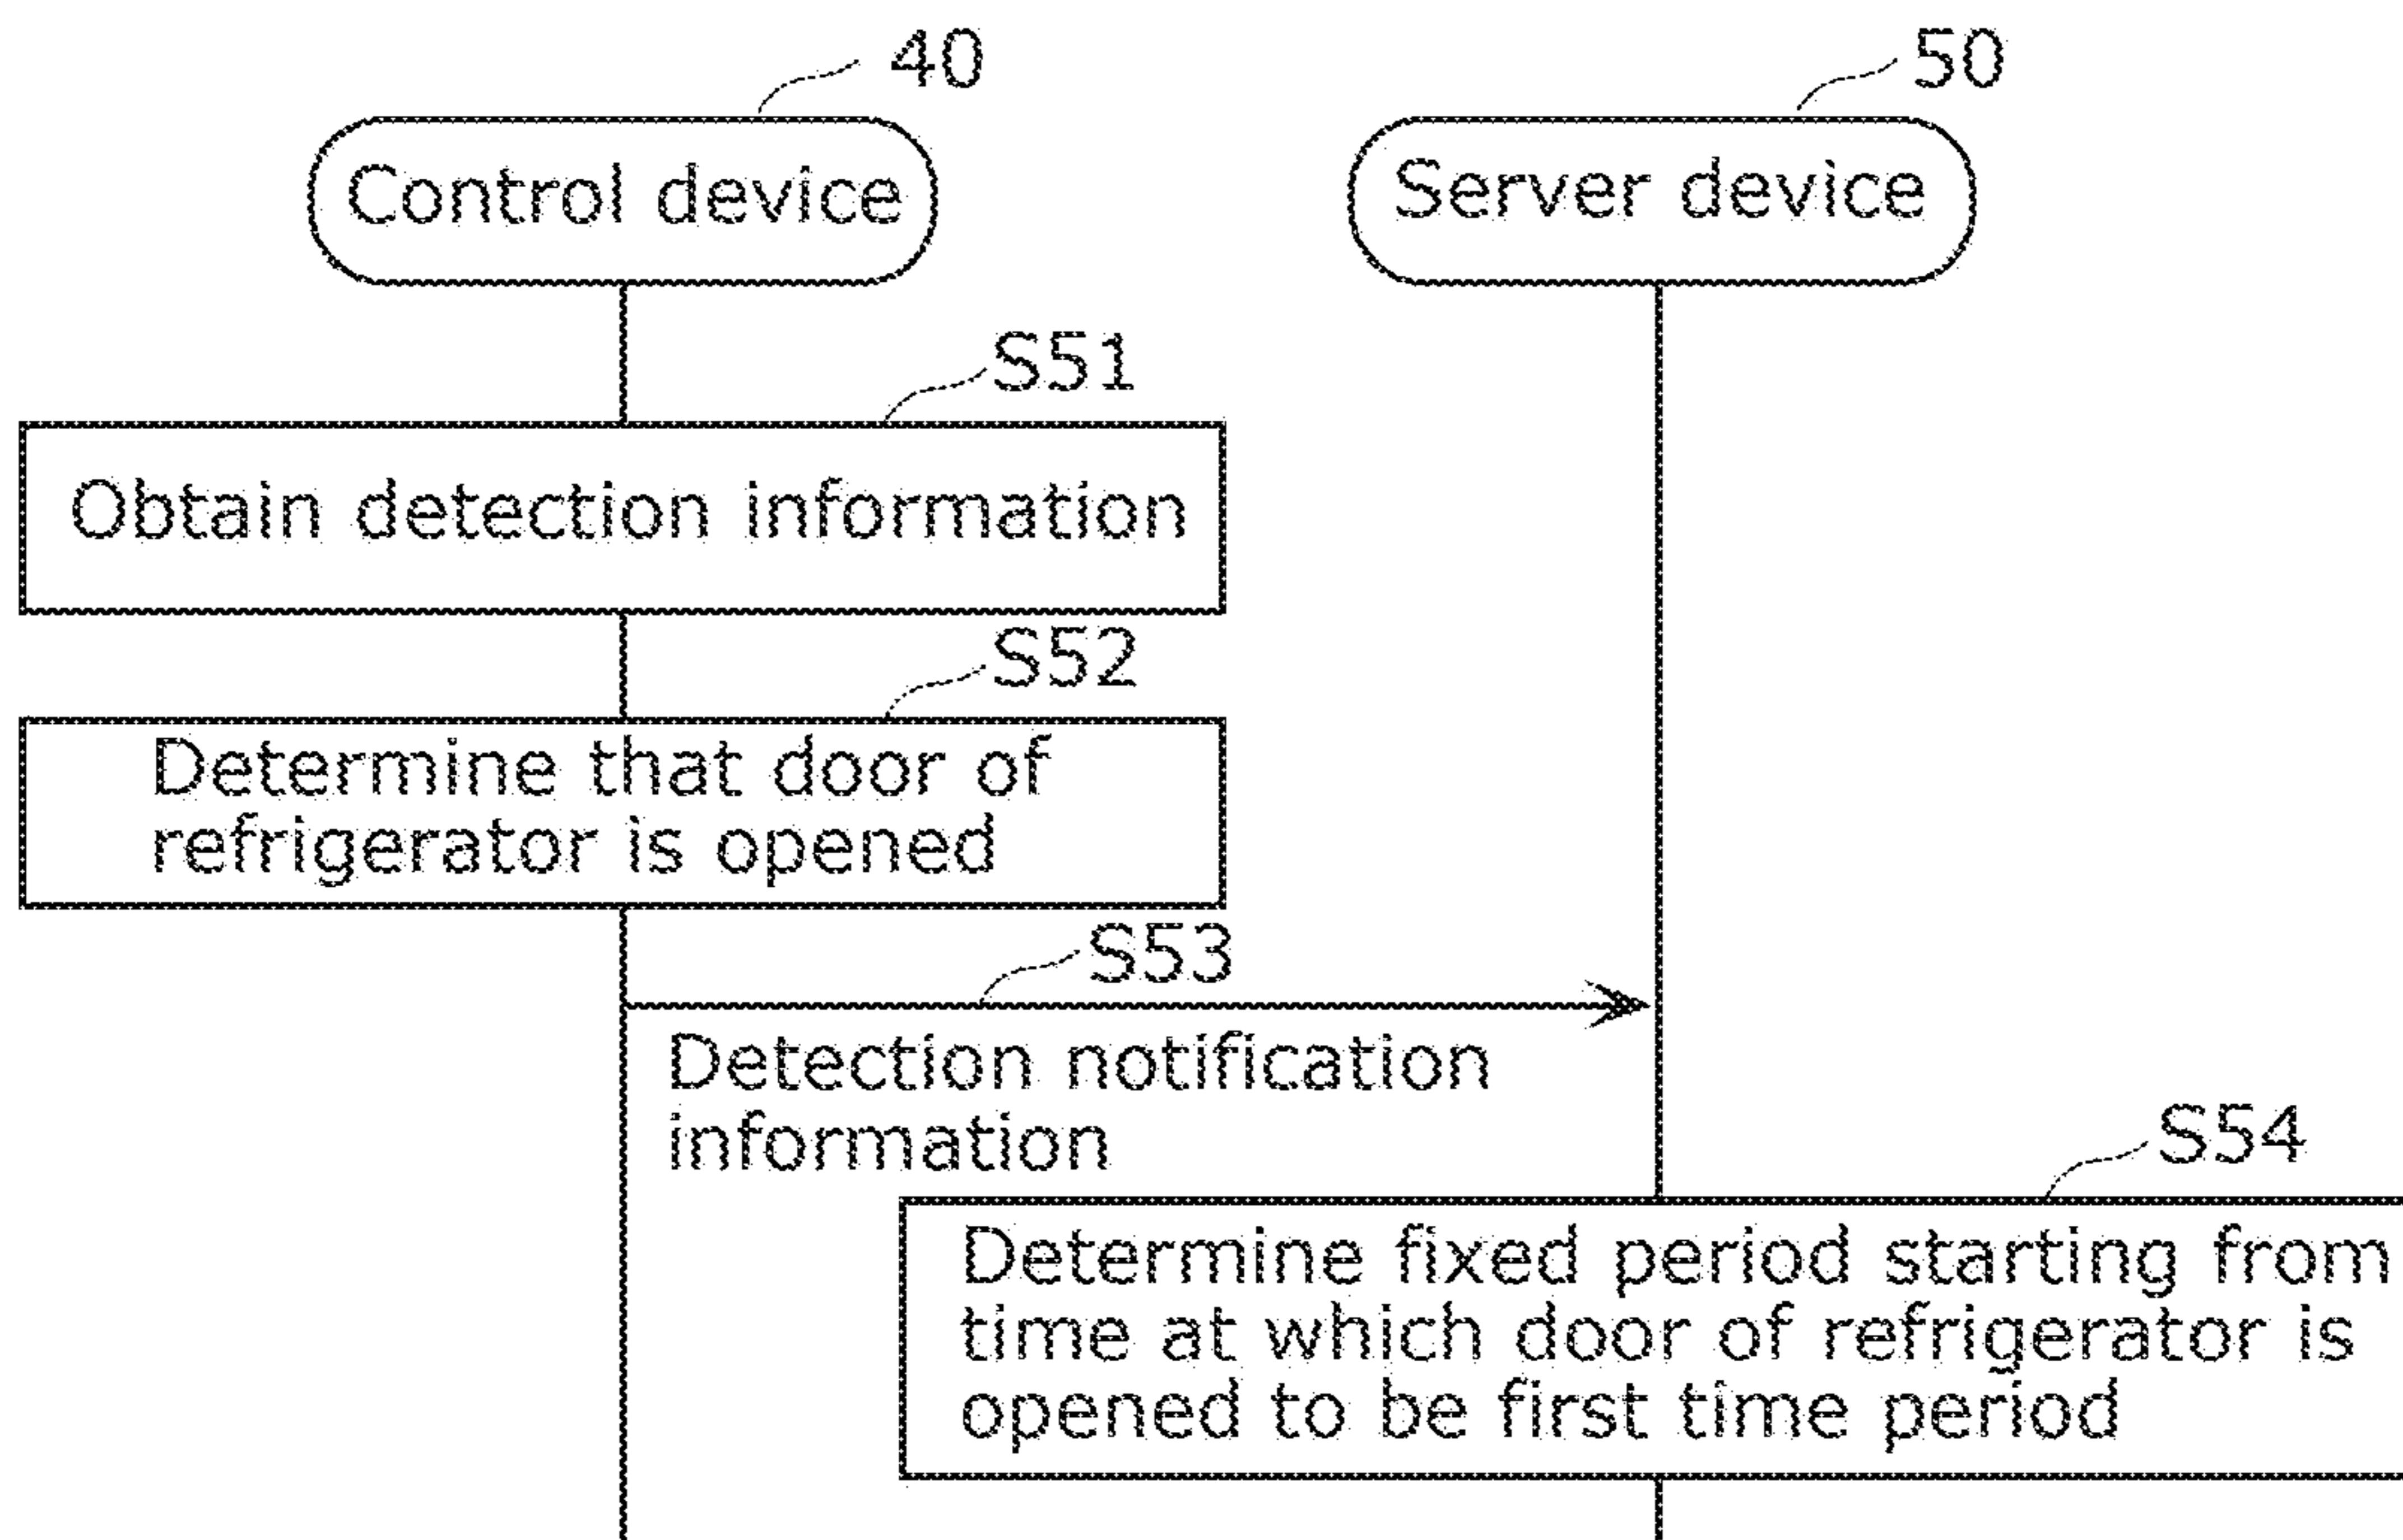 40
50
Control device
Server device
S51
Obtain detection information
S52
Determine that door of
refrigerator is opened
S53
Detection notification
information
S54
Determine fixed period starting from
time at which door of refrigerator is
opened to be first time period